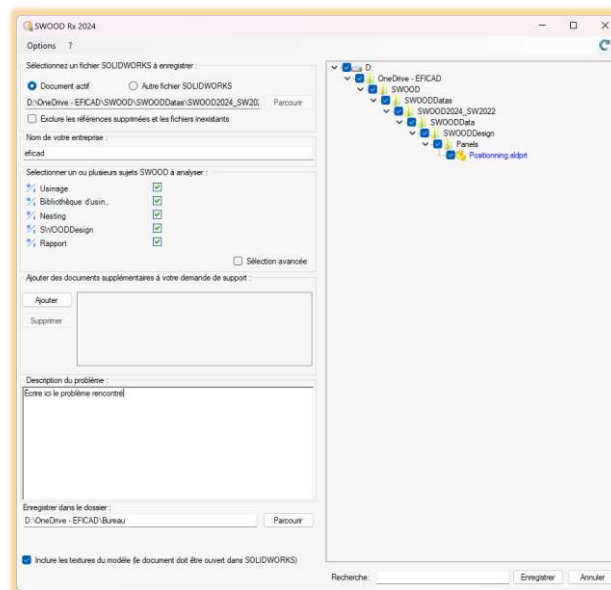 SWOOD Rx 2024
Options ?
Sélectionnez un fichier SOLIDWORKS à enregistrer :
Document actif
Autre fichier SOLIDWORKS
D:\OneDrive - EFICAD\SWOOD\SWOODDatas\SWOOD2024_SW20:
Parcourir
Exclure les références supprimées et les fichiers inexistants
Nom de votre entreprise :
eficad
Selectionner un ou plusieurs sujets SWOOD à analyser :
Usinage
Bibliothèque d'usin...
Nesting
SWOODDesign
Rapport
Sélection avancée
Ajouter des documents supplémentaires à votre demande de support :
Ajouter
Supprimer
Description du problème :
Écrire ici le problème rencontré
Enregistrer dans le dossier :
D:\OneDrive - EFICAD\Bureau
Parcourir
Inclure les textures du modèle (le document doit être ouvert dans SOLIDWORKS)
D:
OneDrive - EFICAD
SWOOD
SWOODDatas
SWOOD2024_SW2022
SWOODData
SWOODDesign
Panels
Positionning.sldprt
Recherche:
Enregistrer
Annuler